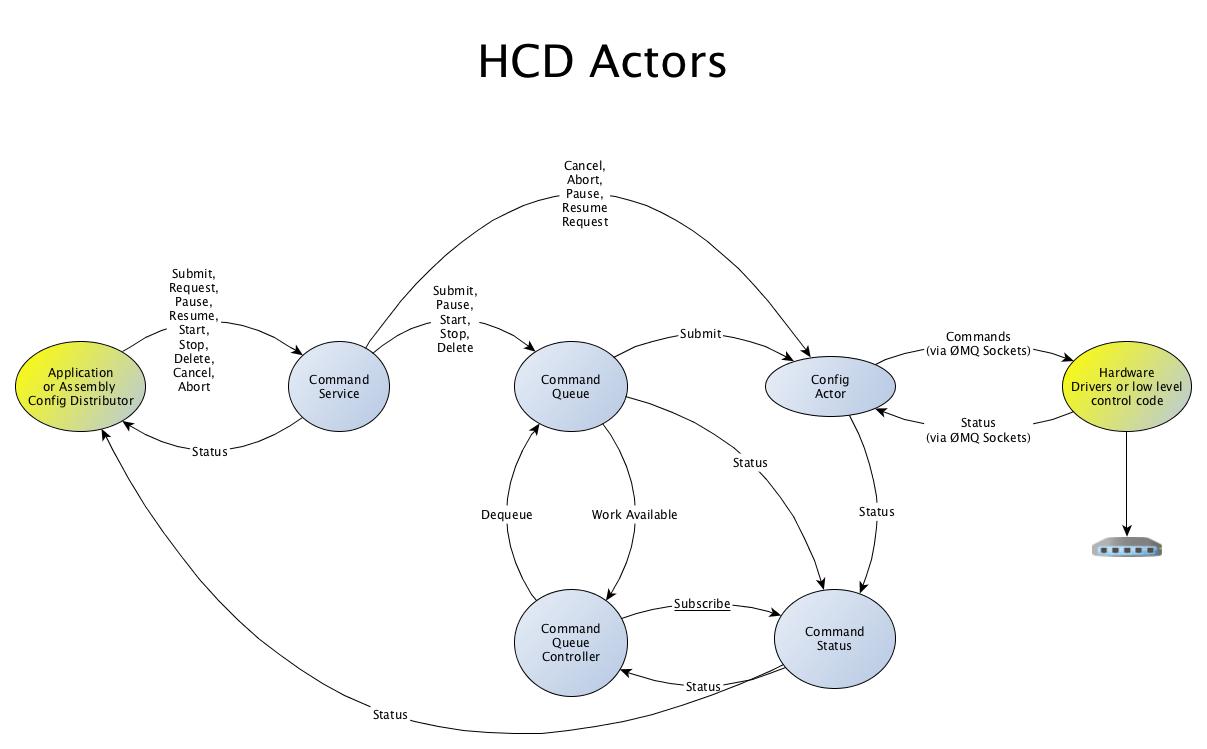 HCD Actors
Cancel,
Abort,
Pause,
Resume
Request
Submit,
Request,
Pause,
Resume,
Start,
Stop,
Delete,
Cancel,
Abort
Submit,
Pause,
Start,
Stop,
Delete
Submit
Commands
(via ØMQ Sockets)
Application
or Assembly
Config Distributor
Command
Service
Command
Queue
Config
Actor
Hardware
Drivers or low level
control code
Status
Status
Status
(via ØMQ Sockets)
Dequeue
Work Available
Status
Command
Queue
Controller
Subscribe
Command
Status
Status
Status